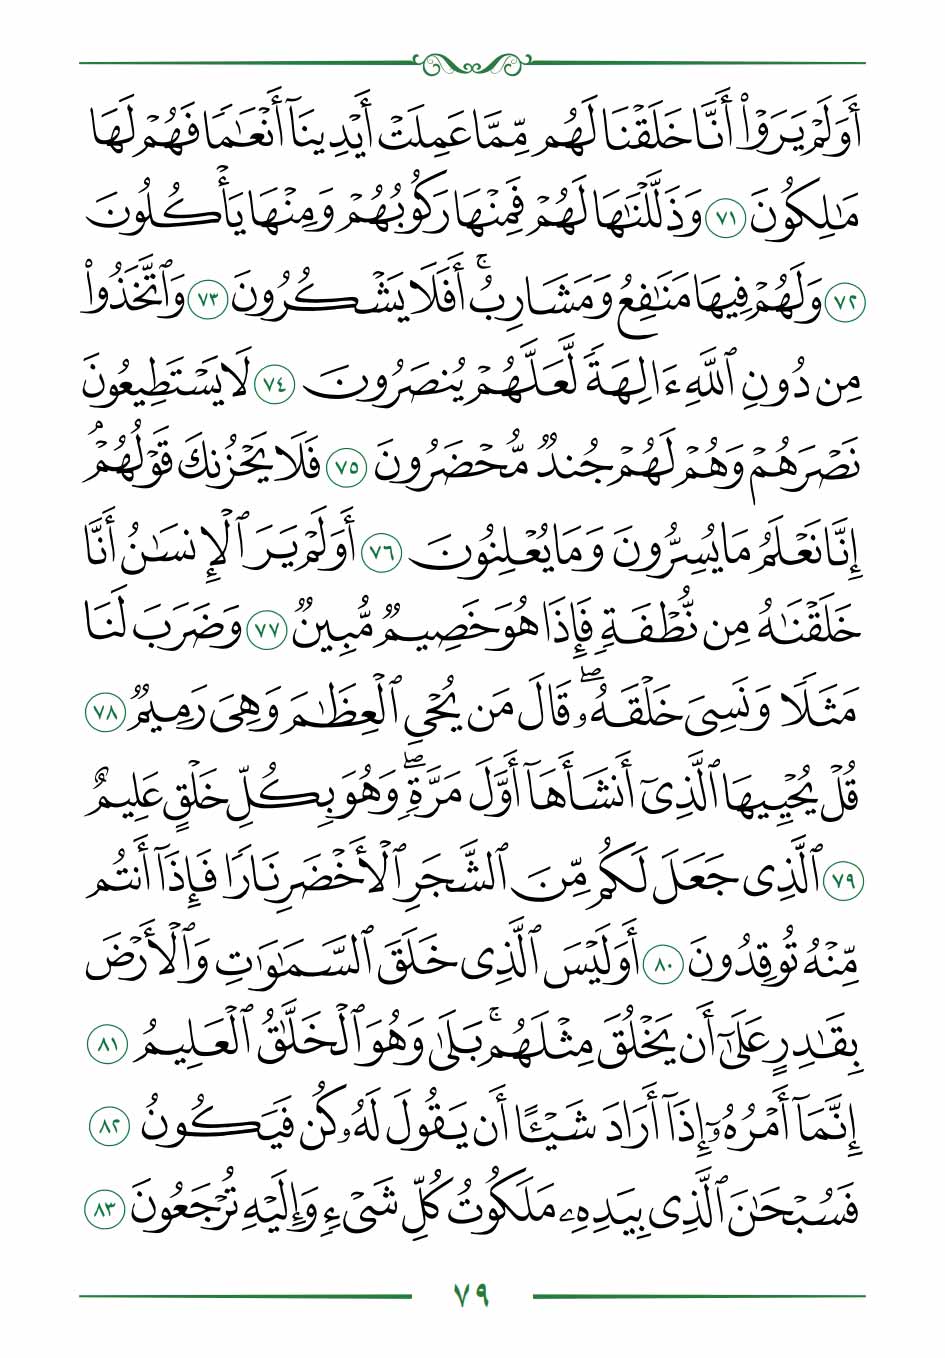 أَوَلَمْ يَرَوْا۟ أَنَّا خَلَقْنَا لَهُم مِّمَّا عَمِلَتْ أَيْدِينَآ أَنْعَـٰمًا فَهُمْ لَهَا
مَـٰلِكُونَ ٧١ وَذَلَّلْنَـٰهَا لَهُمْ فَمِنْهَا رَكُوبُهُمْ وَمِنْهَا يَأْكُلُونَ
٧٢ وَلَهُمْ فِيهَا مَنَـٰفِعُ وَمَشَارِبُ ۚ أَفَلَا يَشْكُرُونَ ٧٣ وَٱتَّخَذُوا۟
مِن دُونِ ٱللَّهِ ءَالِهَةً لَّعَلَّهُمْ يُنصَرُونَ ٧٤ لَا يَسْتَطِيعُونَ
نَصْرَهُمْ وَهُمْ لَهُمْ جُندٌ مُّحْضَرُونَ ٧٥ فَلَا يَحْزُنكَ قَوْلُهُمْ ۘ
إِنَّا نَعْلَمُ مَا يُسِرُّونَ وَمَا يُعْلِنُونَ ٧٦ أَوَلَمْ يَرَ ٱلْإِنسَـٰنُ أَنَّا
خَلَقْنَـٰهُ مِن نُّطْفَةٍ فَإِذَا هُوَ خَصِيمٌ مُّبِينٌ ٧٧ وَضَرَبَ لَنَا
مَثَلًا وَنَسِىَ خَلْقَهُۥ ۖ قَالَ مَن يُحْىِ ٱلْعِظَـٰمَ وَهِىَ رَمِيمٌ ٧٨
قُلْ يُحْيِيهَا ٱلَّذِىٓ أَنشَأَهَآ أَوَّلَ مَرَّةٍ ۖ وَهُوَ بِكُلِّ خَلْقٍ عَلِيمٌ
٧٩ ٱلَّذِى جَعَلَ لَكُم مِّنَ ٱلشَّجَرِ ٱلْأَخْضَرِ نَارًا فَإِذَآ أَنتُم
مِّنْهُ تُوقِدُونَ ٨٠ أَوَلَيْسَ ٱلَّذِى خَلَقَ ٱلسَّمَـٰوَٰتِ وَٱلْأَرْضَ
بِقَـٰدِرٍ عَلَىٰٓ أَن يَخْلُقَ مِثْلَهُم ۚ بَلَىٰ وَهُوَ ٱلْخَلَّـٰقُ ٱلْعَلِيمُ ٨١
إِنَّمَآ أَمْرُهُۥٓ إِذَآ أَرَادَ شَيْـًٔا أَن يَقُولَ لَهُۥ كُن فَيَكُونُ ٨٢
فَسُبْحَـٰنَ ٱلَّذِى بِيَدِهِۦ مَلَكُوتُ كُلِّ شَىْءٍ وَإِلَيْهِ تُرْجَعُونَ ٨٣
٧٩